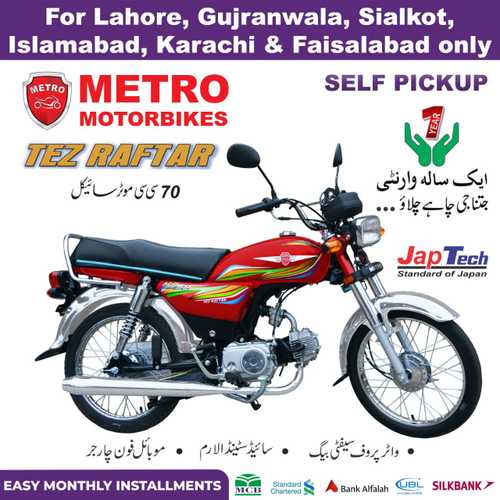 For Lahore, Gujranwala, Sialkot,
Islamabad, Karachi & Faisalabad only
METRO
METRO
MOTORBIKES
SELF PICKUP
1
YEAR
TEZ RAFTAR
70 سی سی موٹر سائیکل
ایک سالہ وارنٹی
جتنا جی چاہے چلاؤ ...
JapTech
Standard of Japan
TEZ RAFTAR
• واٹر پروف سیفٹی بیگ • سائیڈ سٹینڈ الارم • موبائل فون چارجر
EASY MONTHLY INSTALLMENTS
MCB
Standard Chartered
Bank Alfalah
UBL
SILKBANK